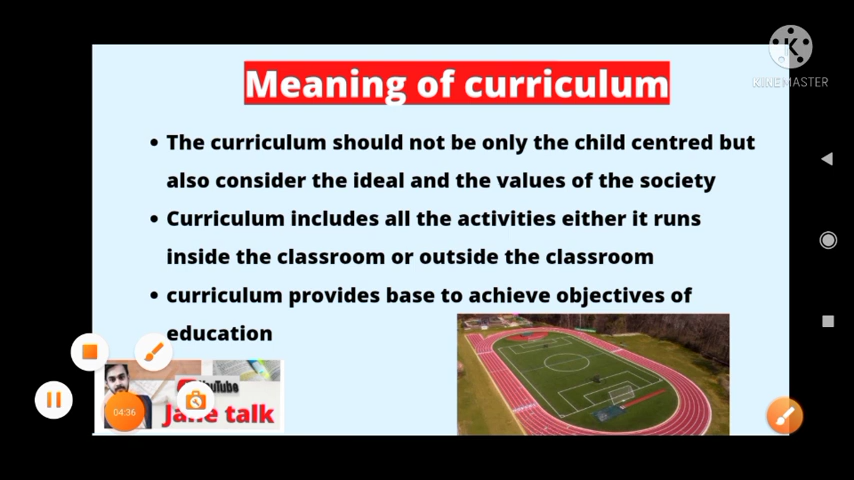 Meaning of curriculum
KINEMASTER
The curriculum should not be only the child centred but
also consider the ideal and the values of the society
Curriculum includes all the activities either it runs
inside the classroom or outside the classroom
curriculum provides base to achieve objectives of
education
YouTube
talk
04:36